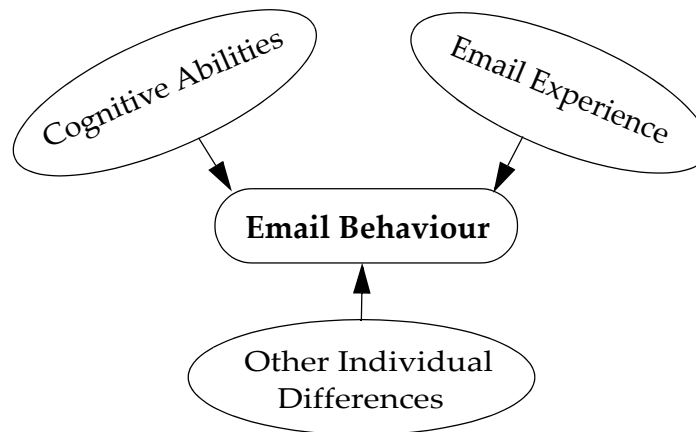 Cognitive Abilities
Email Experience
Email Behaviour
Other Individual
Differences